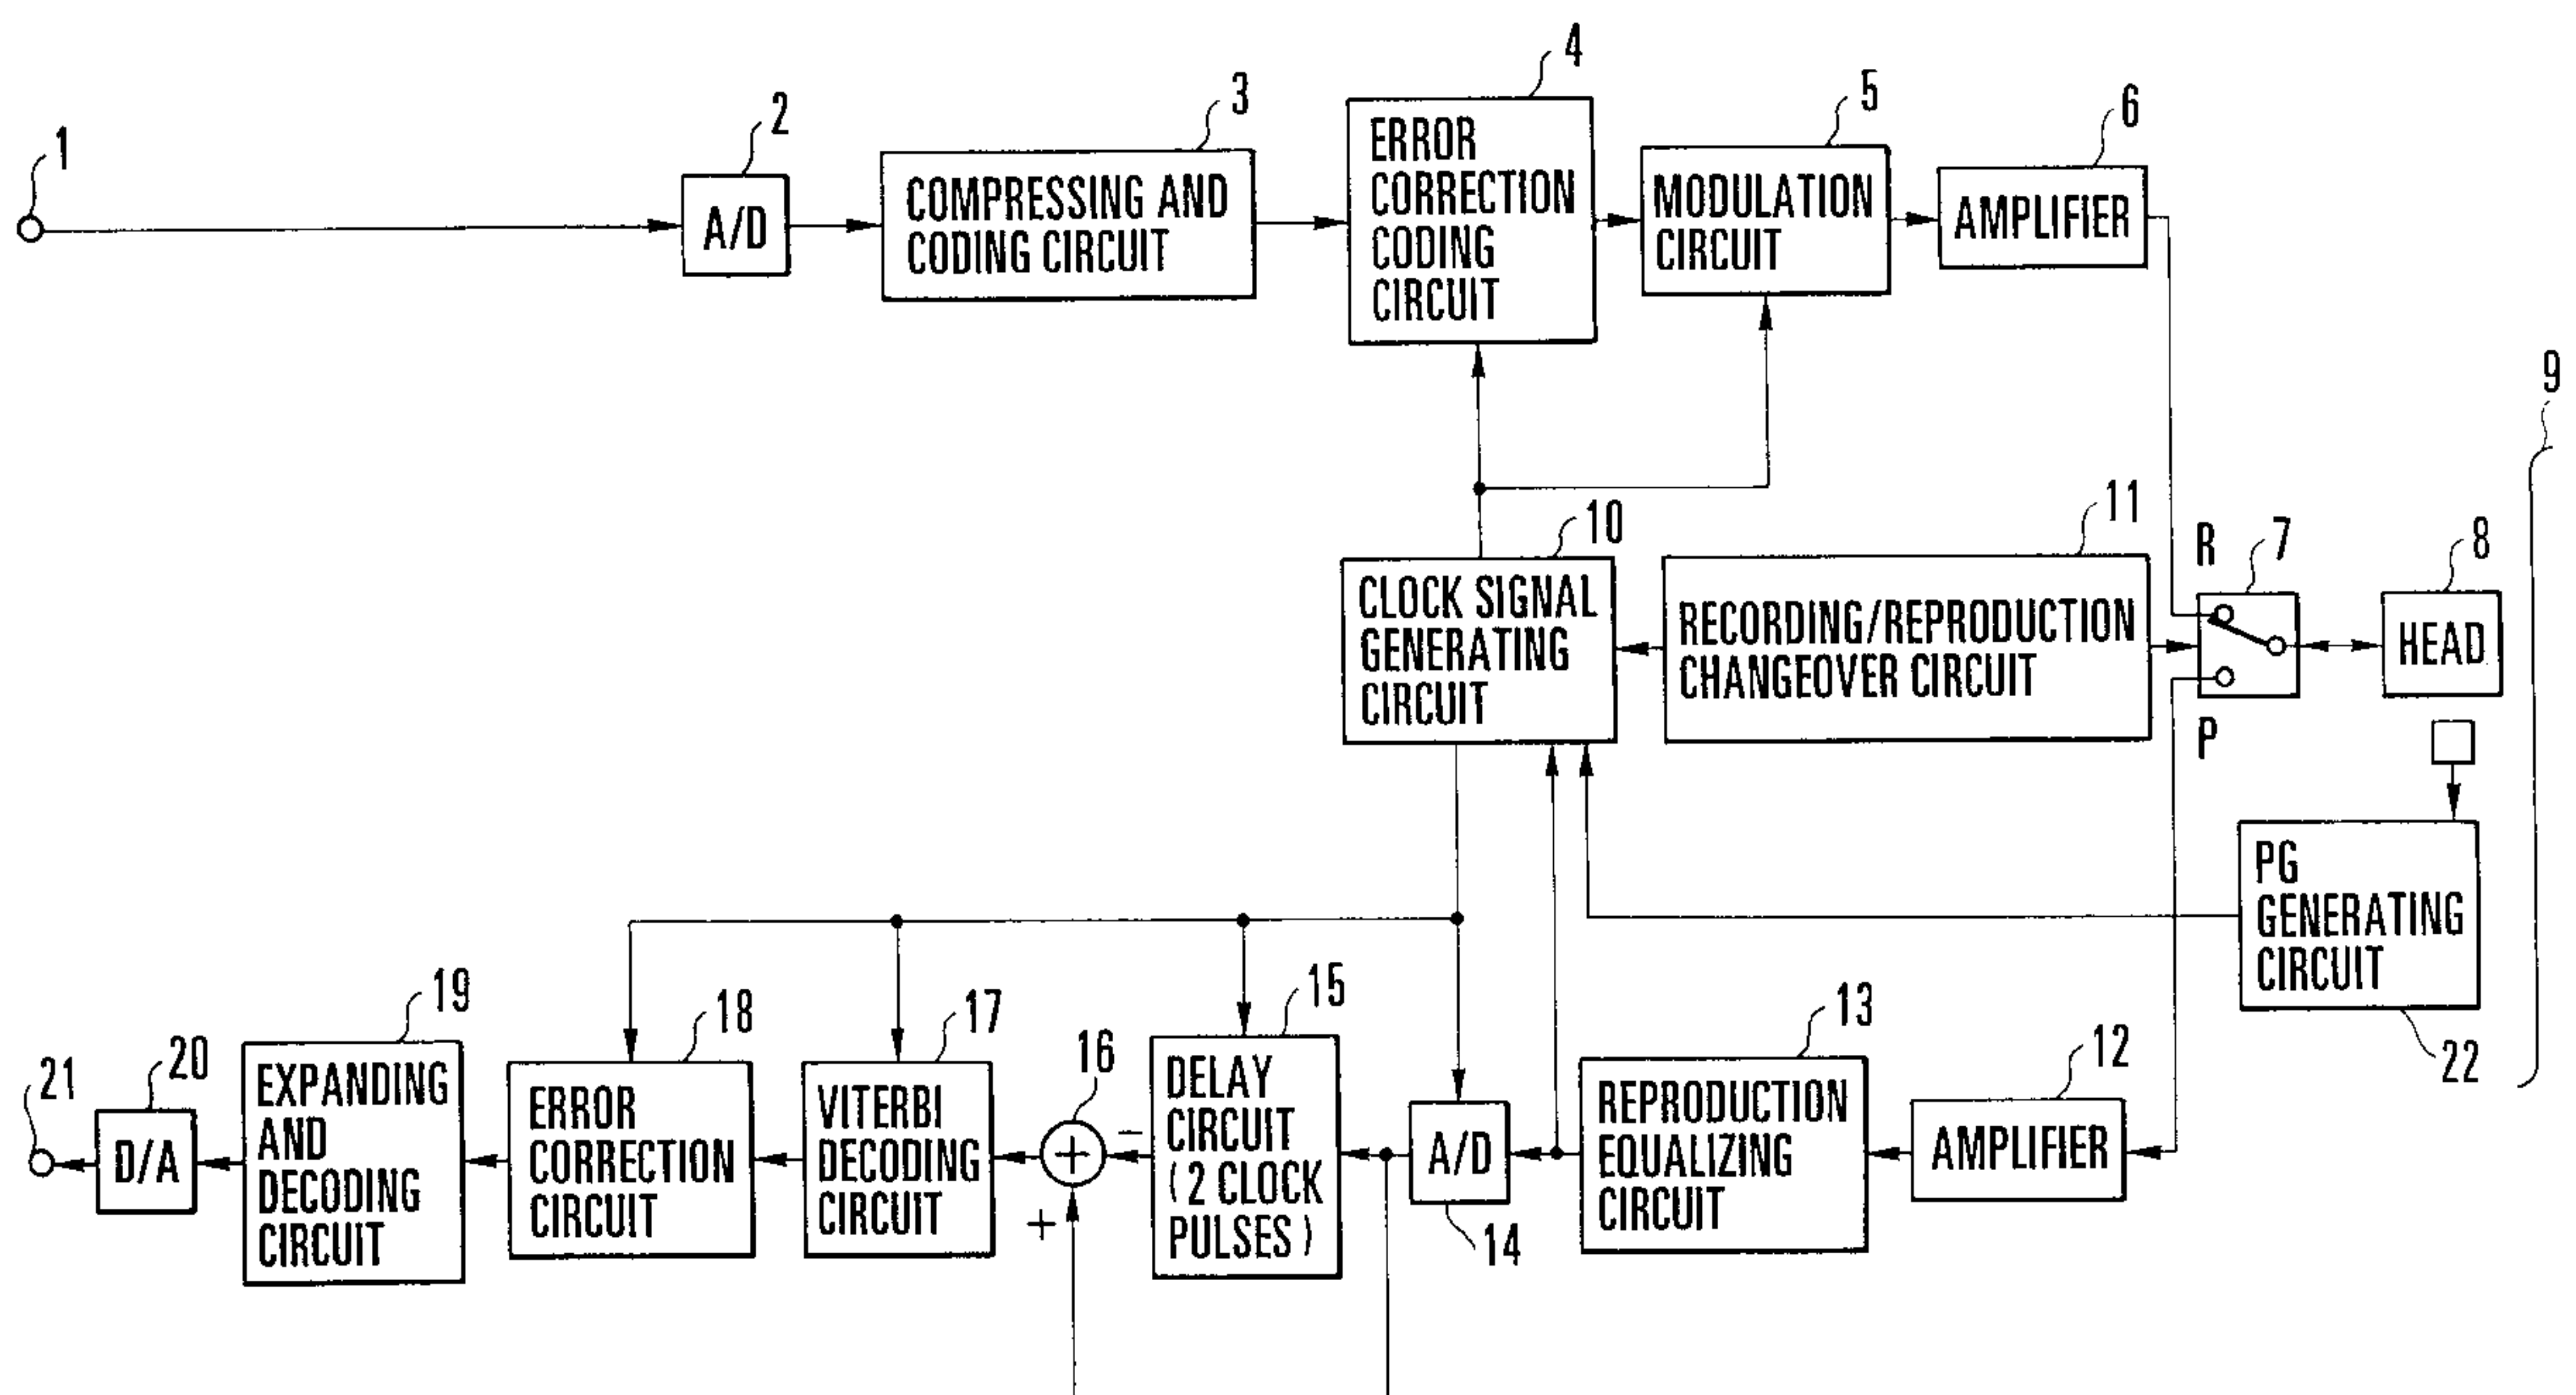 1
2
A/D
3
COMPRESSING AND
CODING CIRCUIT
4
ERROR
CORRECTION
CODING
CIRCUIT
5
MODULATION
CIRCUIT
6
AMPLIFIER
9
10
CLOCK SIGNAL
GENERATING
CIRCUIT
11
RECORDING/REPRODUCTION
CHANGEOVER CIRCUIT
R
7
P
8
HEAD
PG
GENERATING
CIRCUIT
22
21
20
D/A
19
EXPANDING
AND
DECODING
CIRCUIT
18
ERROR
CORRECTION
CIRCUIT
17
VITERBI
DECODING
CIRCUIT
16
+
−
+
15
DELAY
CIRCUIT
(2 CLOCK
PULSES)
A/D
14
13
REPRODUCTION
EQUALIZING
CIRCUIT
12
AMPLIFIER